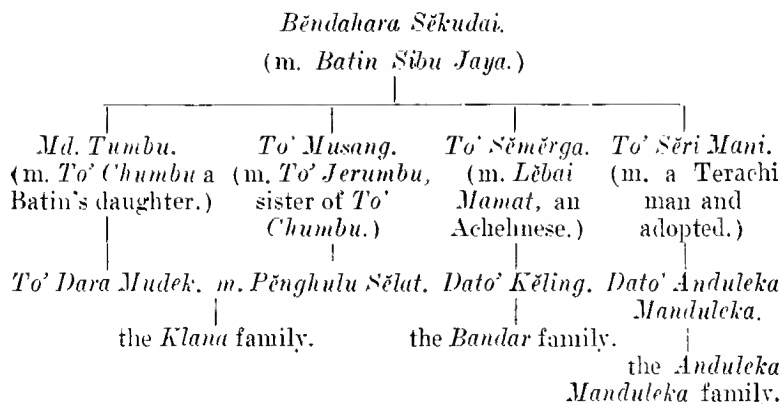 Bĕndahara Sĕkudai.
(m. Batin Sibu Jaya.)
Md. Tumbu. To' Musang. To' Sĕmĕrga. To' Sĕri Mani.
(m. To' Chumbu a (m. To' Jerumbu, (m. Lĕbai (m. a Terachi
Batin's daughter.) sister of To' Mamat, an man and
Chumbu.) Achehnese.) adopted.)
To' Dara Mudek. m. Pĕnghulu Sĕlat. Dato' Kĕling. Dato' Anduleka
Manduleka.
the Klana family. the Bandar family.
the Anduleka
Manduleka family.